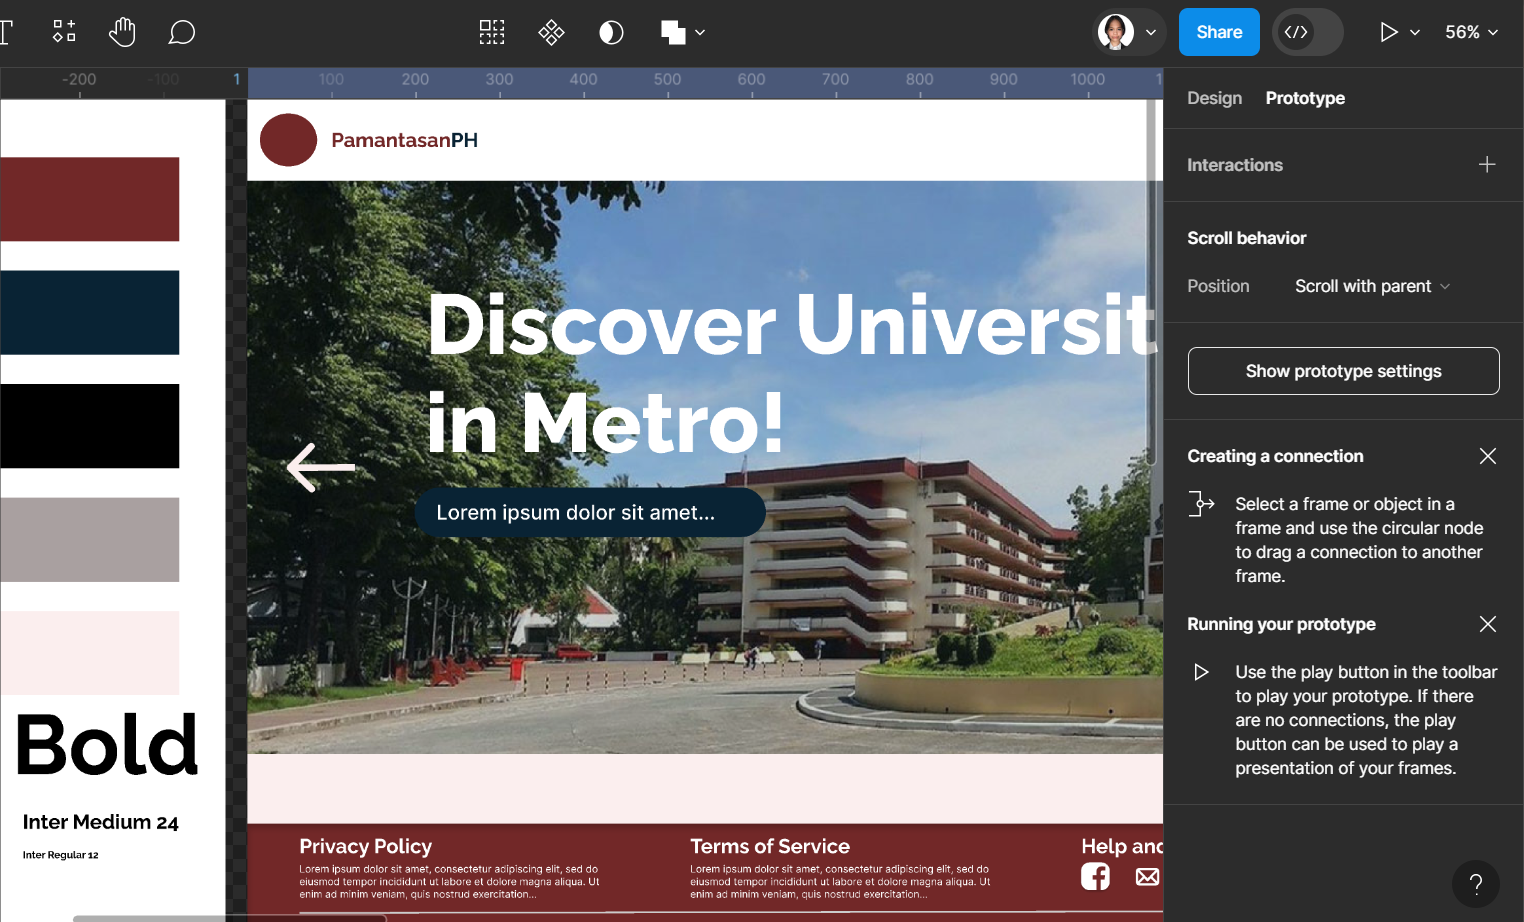 Share
56%
-200 -100 1 100 200 300 400 500 600 700 800 900 1000
Design Prototype
PamantasanPH
Interactions
Scroll behavior
Position Scroll with parent
Discover Universit
in Metro!
Show prototype settings
Lorem ipsum dolor sit amet...
Creating a connection
Select a frame or object in a
frame and use the circular node
to drag a connection to another
frame.
Running your prototype
Use the play button in the toolbar
to play your prototype. If there
are no connections, the play
button can be used to play a
presentation of your frames.
Bold
Inter Medium 24
Inter Regular 12
Privacy Policy
Lorem ipsum dolor sit amet, consectetur adipiscing elit, sed do
eiusmod tempor incididunt ut labore et dolore magna aliqua. Ut
enim ad minim veniam, quis nostrud exercitation...
Terms of Service
Lorem ipsum dolor sit amet, consectetur adipiscing elit, sed do
eiusmod tempor incididunt ut labore et dolore magna aliqua. Ut
enim ad minim veniam, quis nostrud exercitation...
Help and
?